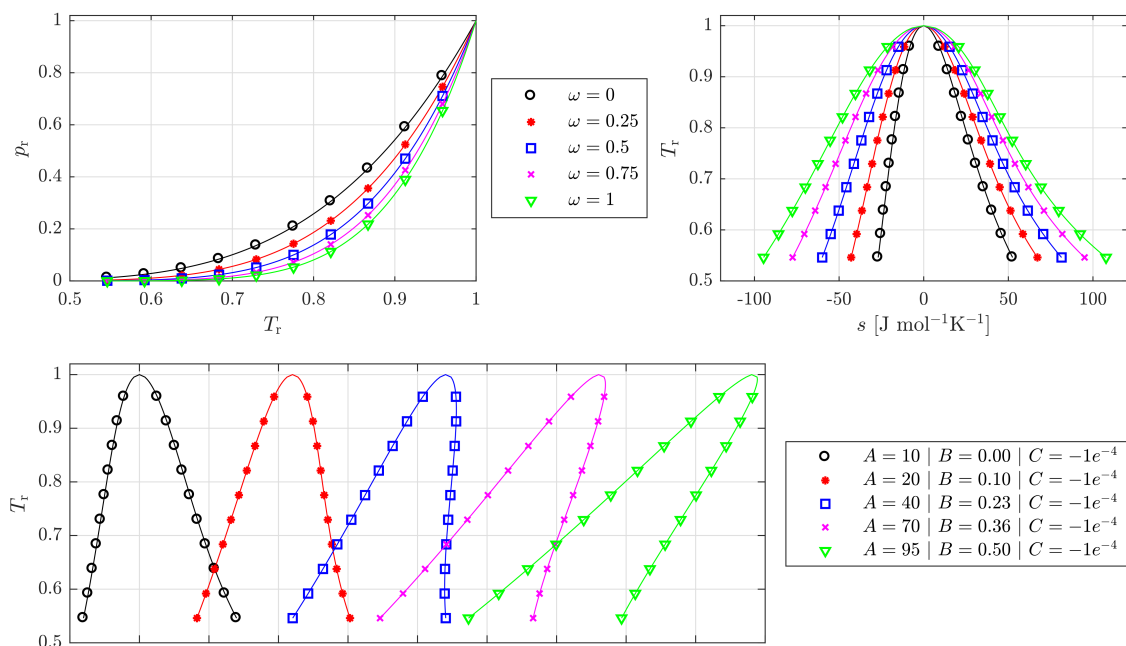 1
0.8
0.6
0.4
0.2
0
0.5
0.6
0.7
0.8
0.9
1
pᵣ
Tᵣ
ω = 0
ω = 0.25
ω = 0.5
ω = 0.75
ω = 1
1
0.9
0.8
0.7
0.6
0.5
-100
-50
0
50
100
Tᵣ
s [J mol⁻¹K⁻¹]
1
0.9
0.8
0.7
0.6
0.5
Tᵣ
A = 10 | B = 0.00 | C = −1e⁻⁴
A = 20 | B = 0.10 | C = −1e⁻⁴
A = 40 | B = 0.23 | C = −1e⁻⁴
A = 70 | B = 0.36 | C = −1e⁻⁴
A = 95 | B = 0.50 | C = −1e⁻⁴